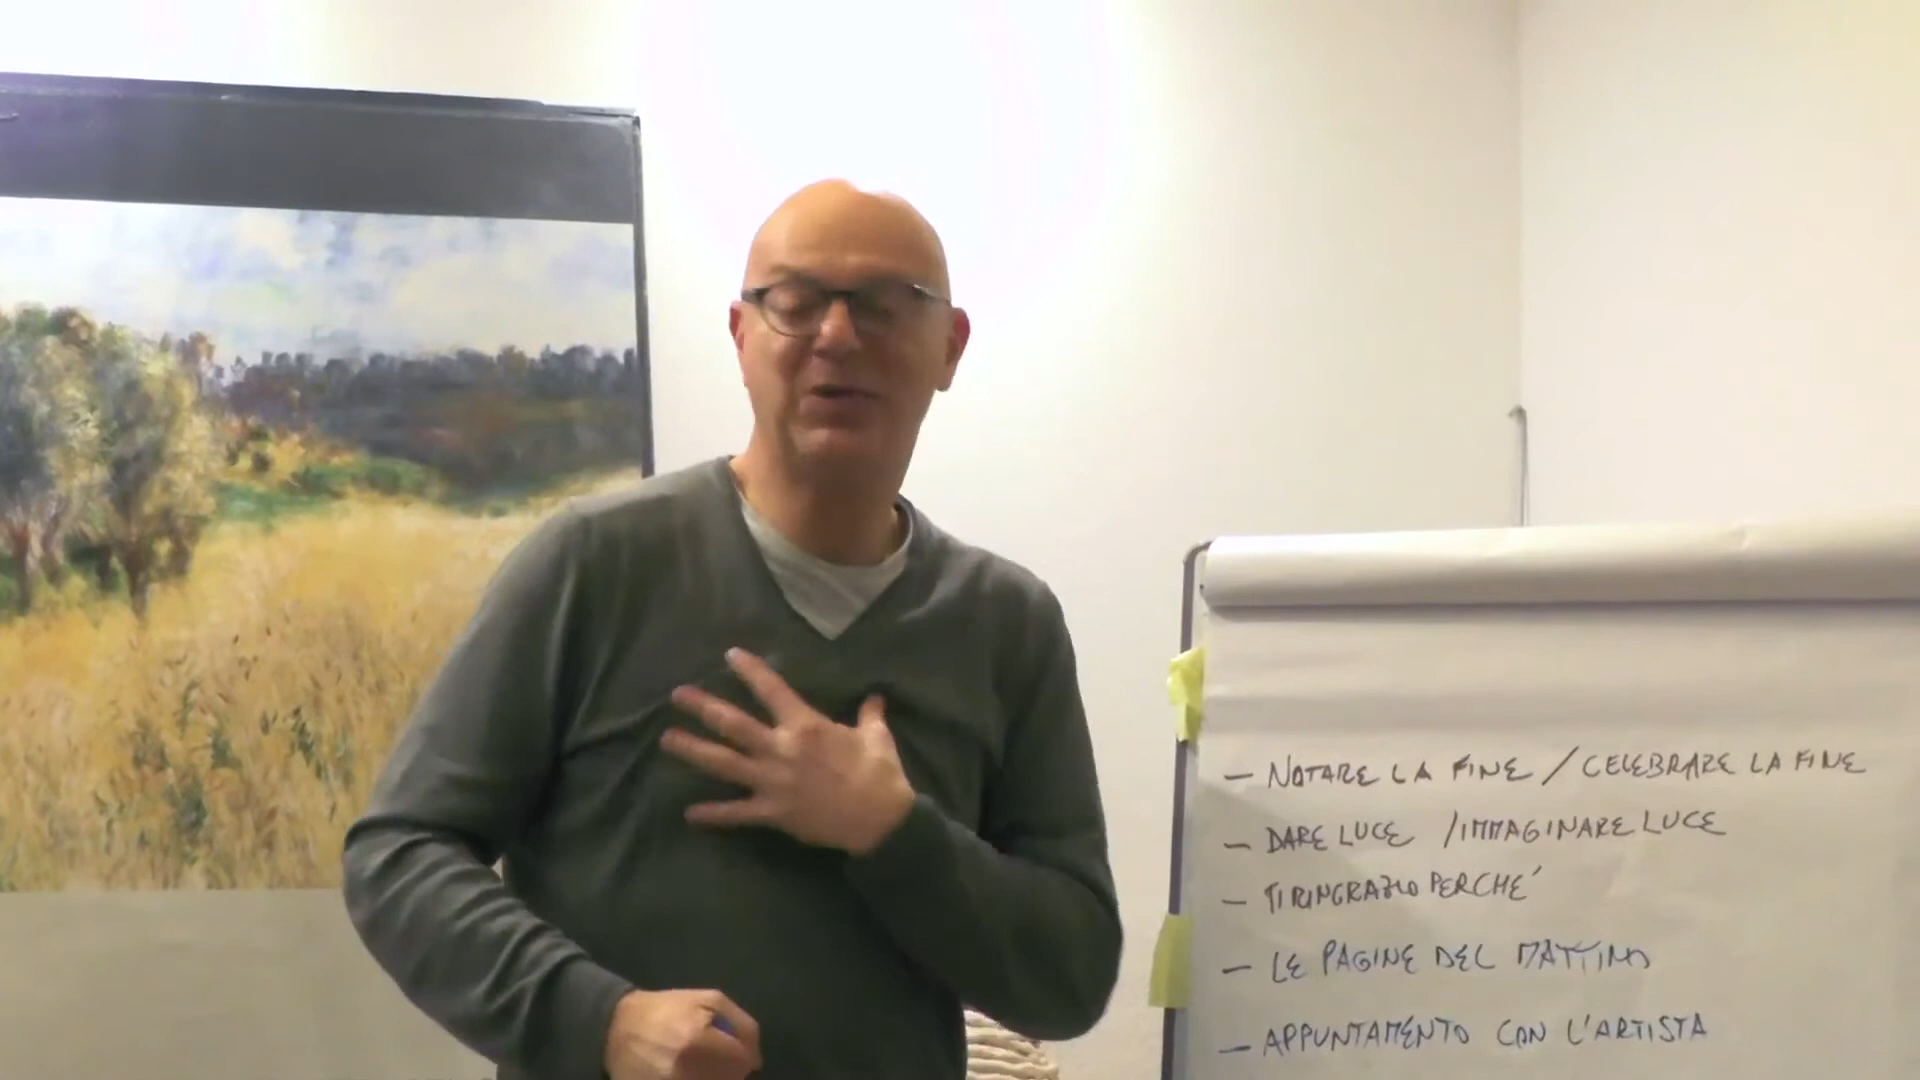 - NOTARE LA FINE / CELEBRARE LA FINE
- DARE LUCE / IMMAGINARE LUCE
- TI RINGRAZIO PERCHE'
- LE PAGINE DEL MATTINO
- APPUNTAMENTO CON L'ARTISTA